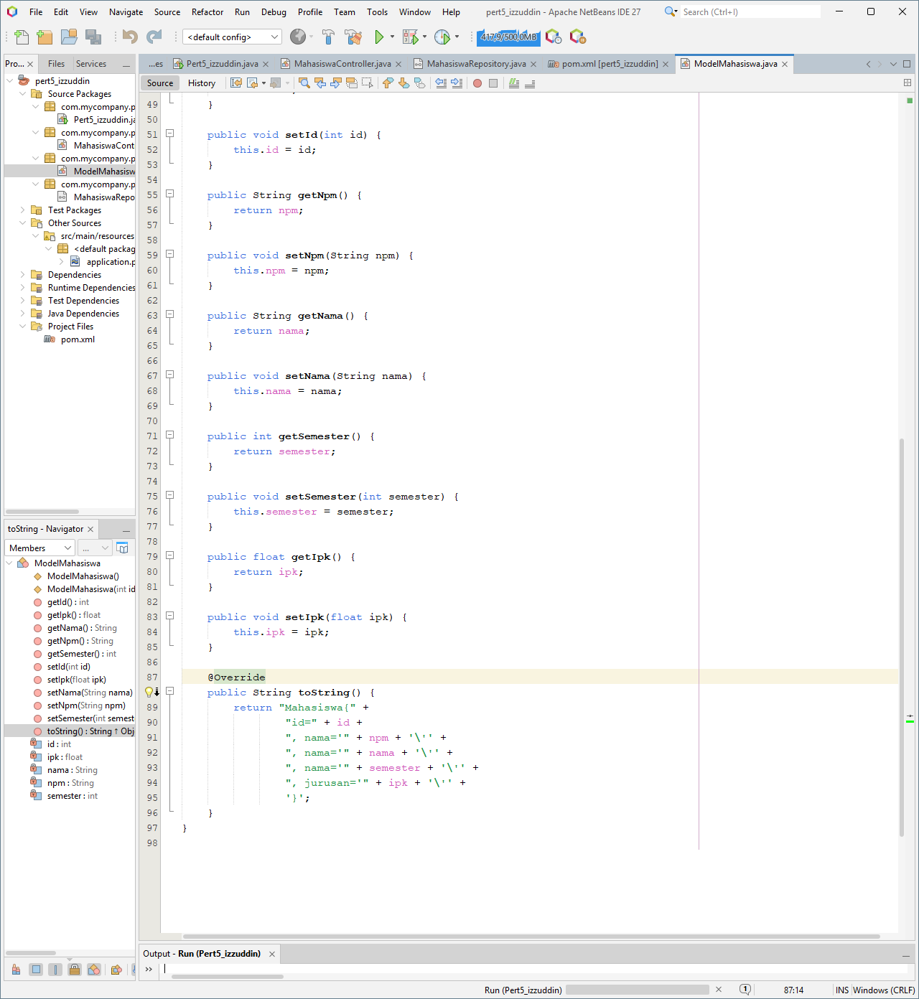 File Edit View Navigate Source Refactor Run Debug Profile Team Tools Window Help pert5_izzuddin - Apache NetBeans IDE 27 Search (Ctrl+I)
<default config> 417,9/500,0MB
Pro... Files Services
pert5_izzuddin
Source Packages
com.mycompany.p
Pert5_izzuddin.ja
com.mycompany.p
MahasiswaCont
com.mycompany.p
ModelMahasisw
com.mycompany.p
MahasiswaRepo
Test Packages
Other Sources
src/main/resources
<default packag
application.p
Dependencies
Runtime Dependencies
Test Dependencies
Java Dependencies
Project Files
pom.xml
toString - Navigator
Members ...
ModelMahasiswa
ModelMahasiswa()
ModelMahasiswa(int id
getId() : int
getIpk() : float
getNama() : String
getNpm() : String
getSemester() : int
setId(int id)
setIpk(float ipk)
setNama(String nama)
setNpm(String npm)
setSemester(int semest
toString() : String ↑ Obj
id : int
ipk : float
nama : String
npm : String
semester : int
...es Pert5_izzuddin.java MahasiswaController.java MahasiswaRepository.java pom.xml [pert5_izzuddin] ModelMahasiswa.java
Source History
49 }
50
51 public void setId(int id) {
52 this.id = id;
53 }
54
55 public String getNpm() {
56 return npm;
57 }
58
59 public void setNpm(String npm) {
60 this.npm = npm;
61 }
62
63 public String getNama() {
64 return nama;
65 }
66
67 public void setNama(String nama) {
68 this.nama = nama;
69 }
70
71 public int getSemester() {
72 return semester;
73 }
74
75 public void setSemester(int semester) {
76 this.semester = semester;
77 }
78
79 public float getIpk() {
80 return ipk;
81 }
82
83 public void setIpk(float ipk) {
84 this.ipk = ipk;
85 }
86
87 @Override
public String toString() {
89 return "Mahasiswa{" +
90 "id=" + id +
91 ", nama='" + npm + '\'' +
92 ", nama='" + nama + '\'' +
93 ", nama='" + semester + '\'' +
94 ", jurusan='" + ipk + '\'' +
95 '}';
96 }
97 }
98
Output - Run (Pert5_izzuddin)
Run (Pert5_izzuddin) 1 87:14 INS Windows (CRLF)